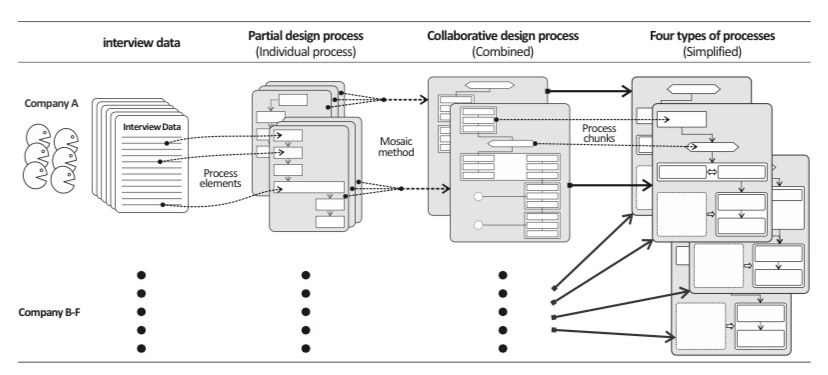 interview data
Partial design process
(Individual process)
Collaborative design process
(Combined)
Four types of processes
(Simplified)
Company A
Interview Data
Process
elements
Mosaic
method
Process
chunks
Company B-F